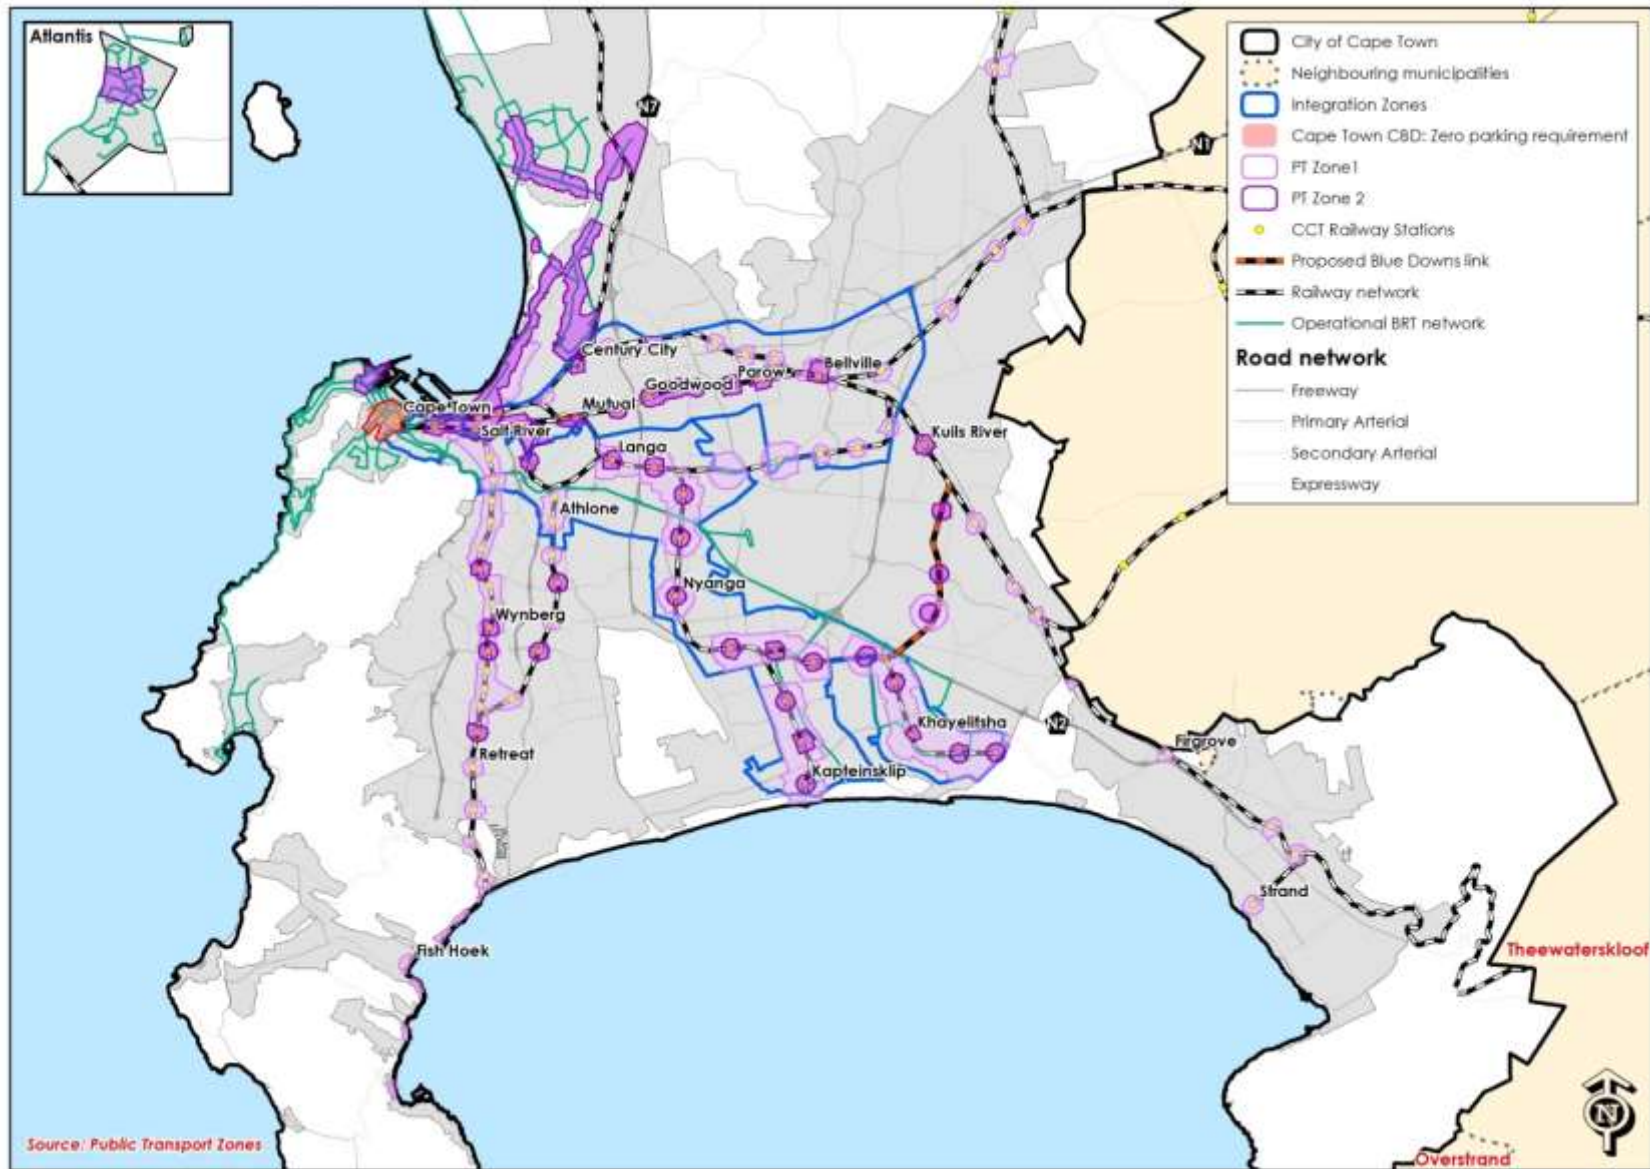 Atlantis
N7
N1
City of Cape Town
Neighbouring municipalities
Integration Zones
Cape Town CBD: Zero parking requirement
PT Zone1
PT Zone 2
CCT Railway Stations
Proposed Blue Downs link
Railway network
Operational BRT network
Road network
Freeway
Primary Arterial
Secondary Arterial
Expressway
Century City
Bellville
Parow
Goodwood
Cape Town
Mutual
Salt River
Kuils River
Langa
Athlone
Nyanga
Wynberg
Khayelitsha
N2
Retreat
Firgrove
Kapteinsklip
Strand
Fish Hoek
Theewaterskloof
N
Source: Public Transport Zones
Overstrand